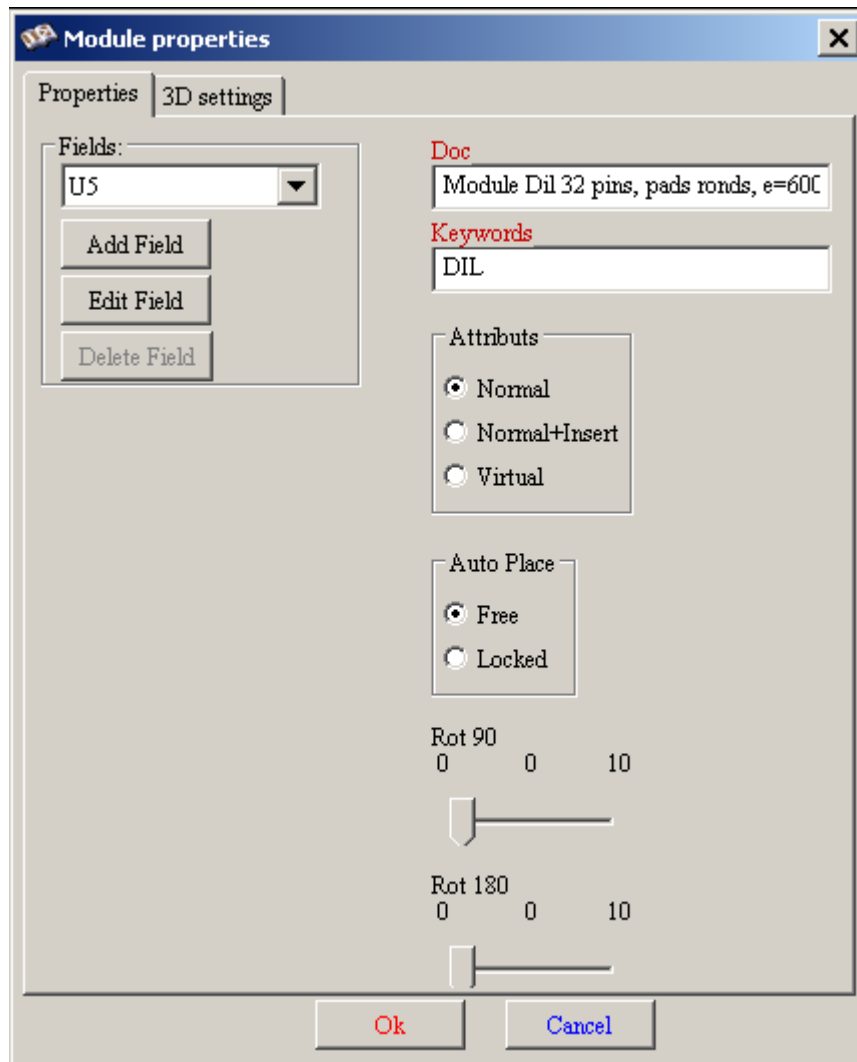 Module properties
Properties
3D settings
Fields:
U5
Add Field
Edit Field
Delete Field
Doc
Module Dil 32 pins, pads ronds, e=600
Keywords
DIL
Attributs
Normal
Normal+Insert
Virtual
Auto Place
Free
Locked
Rot 90
0 0 10
Rot 180
0 0 10
Ok
Cancel